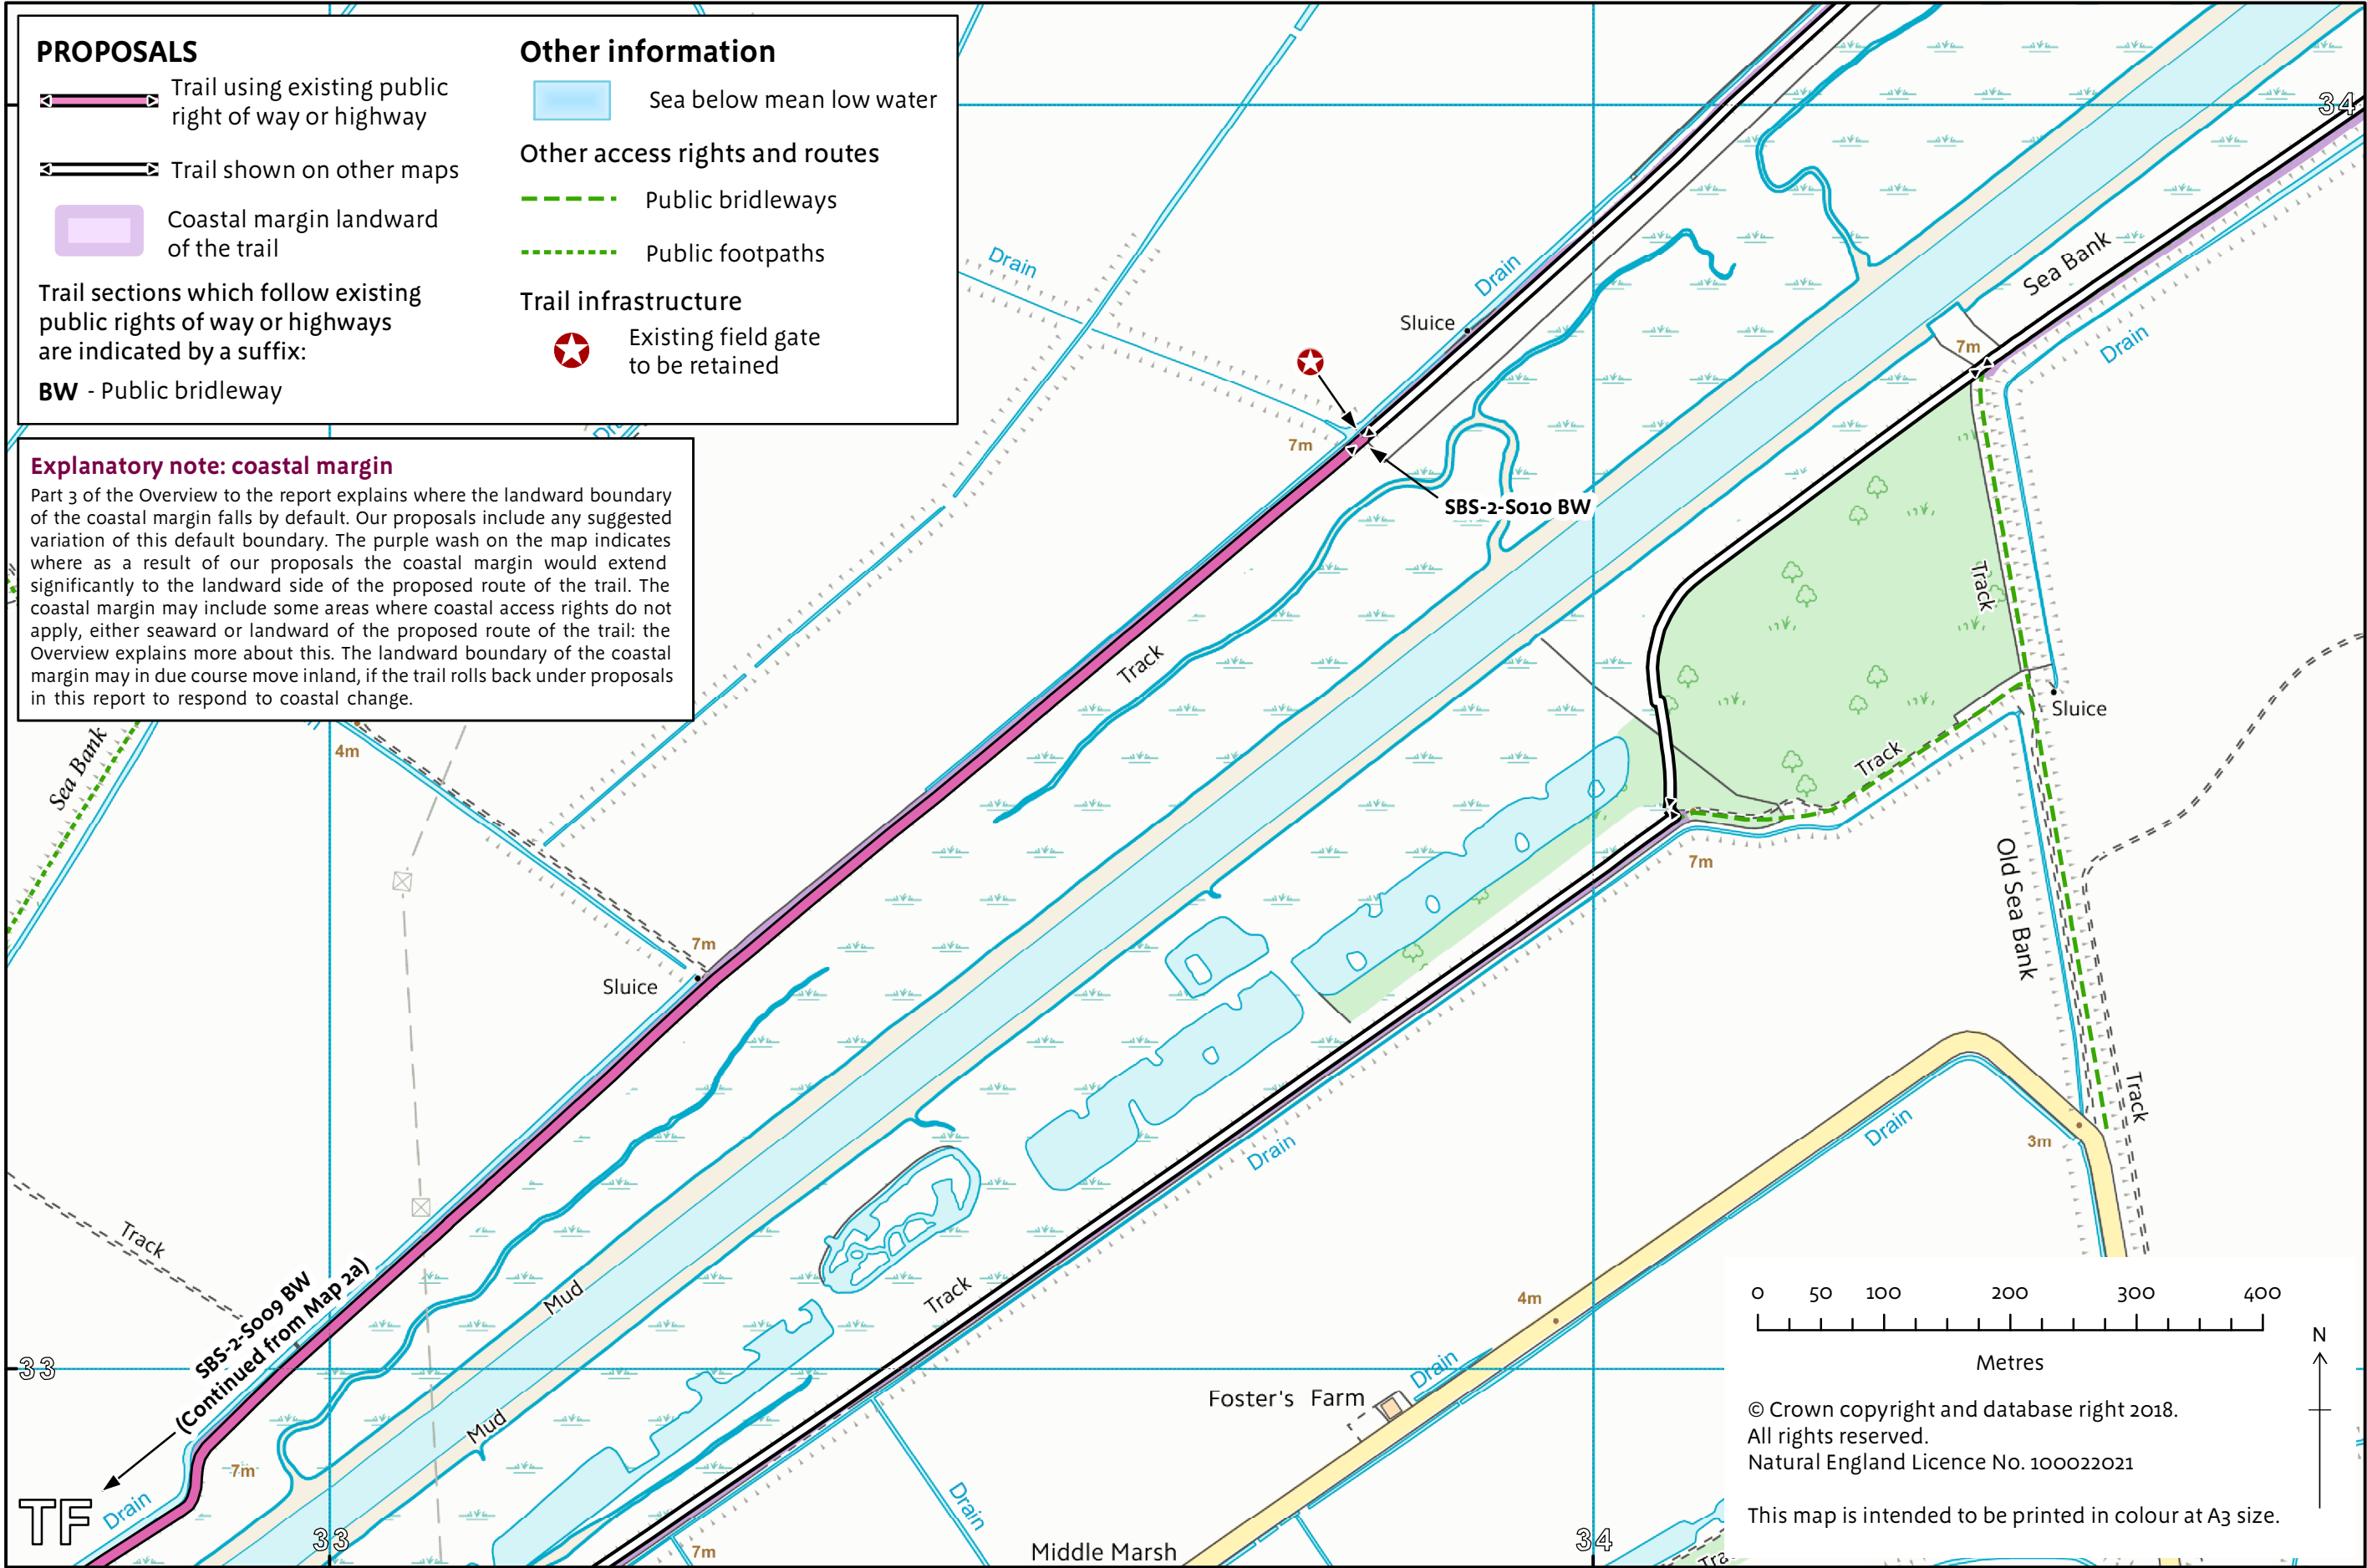 PROPOSALS
Trail using existing public
right of way or highway
Trail shown on other maps
Coastal margin landward
of the trail
Trail sections which follow existing
public rights of way or highways
are indicated by a suffix:
BW - Public bridleway
Other information
Sea below mean low water
Other access rights and routes
Public bridleways
Public footpaths
Trail infrastructure
Existing field gate
to be retained
Explanatory note: coastal margin
Part 3 of the Overview to the report explains where the landward boundary
of the coastal margin falls by default. Our proposals include any suggested
variation of this default boundary. The purple wash on the map indicates
where as a result of our proposals the coastal margin would extend
significantly to the landward side of the proposed route of the trail. The
coastal margin may include some areas where coastal access rights do not
apply, either seaward or landward of the proposed route of the trail: the
Overview explains more about this. The landward boundary of the coastal
margin may in due course move inland, if the trail rolls back under proposals
in this report to respond to coastal change.
34
Drain
Drain
Sluice
Sea Bank
7m
Drain
7m
SBS-2-S010 BW
Track
Track
Sluice
Sea Bank
4m
Track
7m
Old Sea Bank
7m
Sluice
Track
Drain
Drain
3m
Track
SBS-2-S009 BW
(Continued from Map 2a)
Mud
Track
4m
33
Mud
Drain
Foster's Farm
7m
TF
Drain
33
Drain
7m
Middle Marsh
34
0 50 100 200 300 400
Metres
N
© Crown copyright and database right 2018.
All rights reserved.
Natural England Licence No. 100022021
This map is intended to be printed in colour at A3 size.